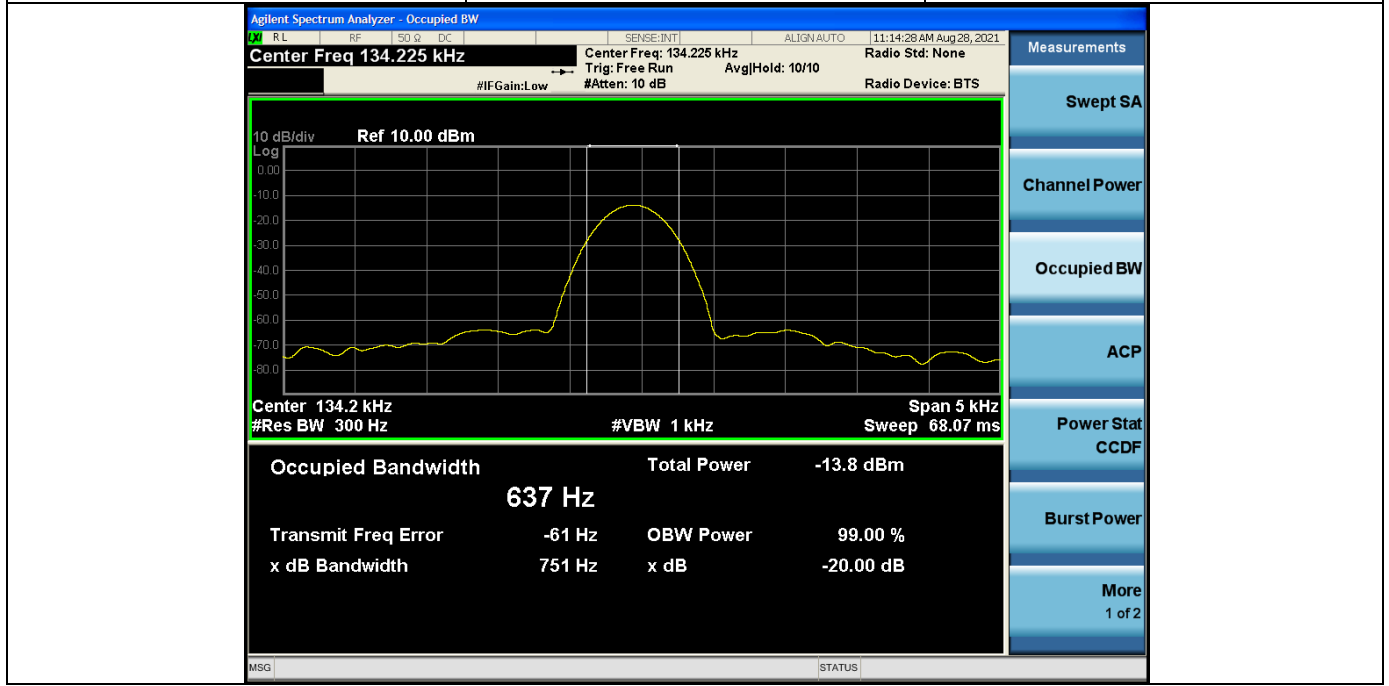 Agilent Spectrum Analyzer - Occupied BW
LXI RL RF 50 Ω DC SENSE:INT ALIGNAUTO 11:14:28 AM Aug 28, 2021
Center Freq 134.225 kHz Center Freq: 134.225 kHz Radio Std: None
Trig: Free Run Avg|Hold: 10/10
#IFGain:Low #Atten: 10 dB Radio Device: BTS
10 dB/div Ref 10.00 dBm
Log
0.00
-10.0
-20.0
-30.0
-40.0
-50.0
-60.0
-70.0
-80.0
Center 134.2 kHz Span 5 kHz
#Res BW 300 Hz #VBW 1 kHz Sweep 68.07 ms
Occupied Bandwidth Total Power -13.8 dBm
637 Hz
Transmit Freq Error -61 Hz OBW Power 99.00 %
x dB Bandwidth 751 Hz x dB -20.00 dB
MSG STATUS
Measurements
Swept SA
Channel Power
Occupied BW
ACP
Power Stat
CCDF
Burst Power
More
1 of 2